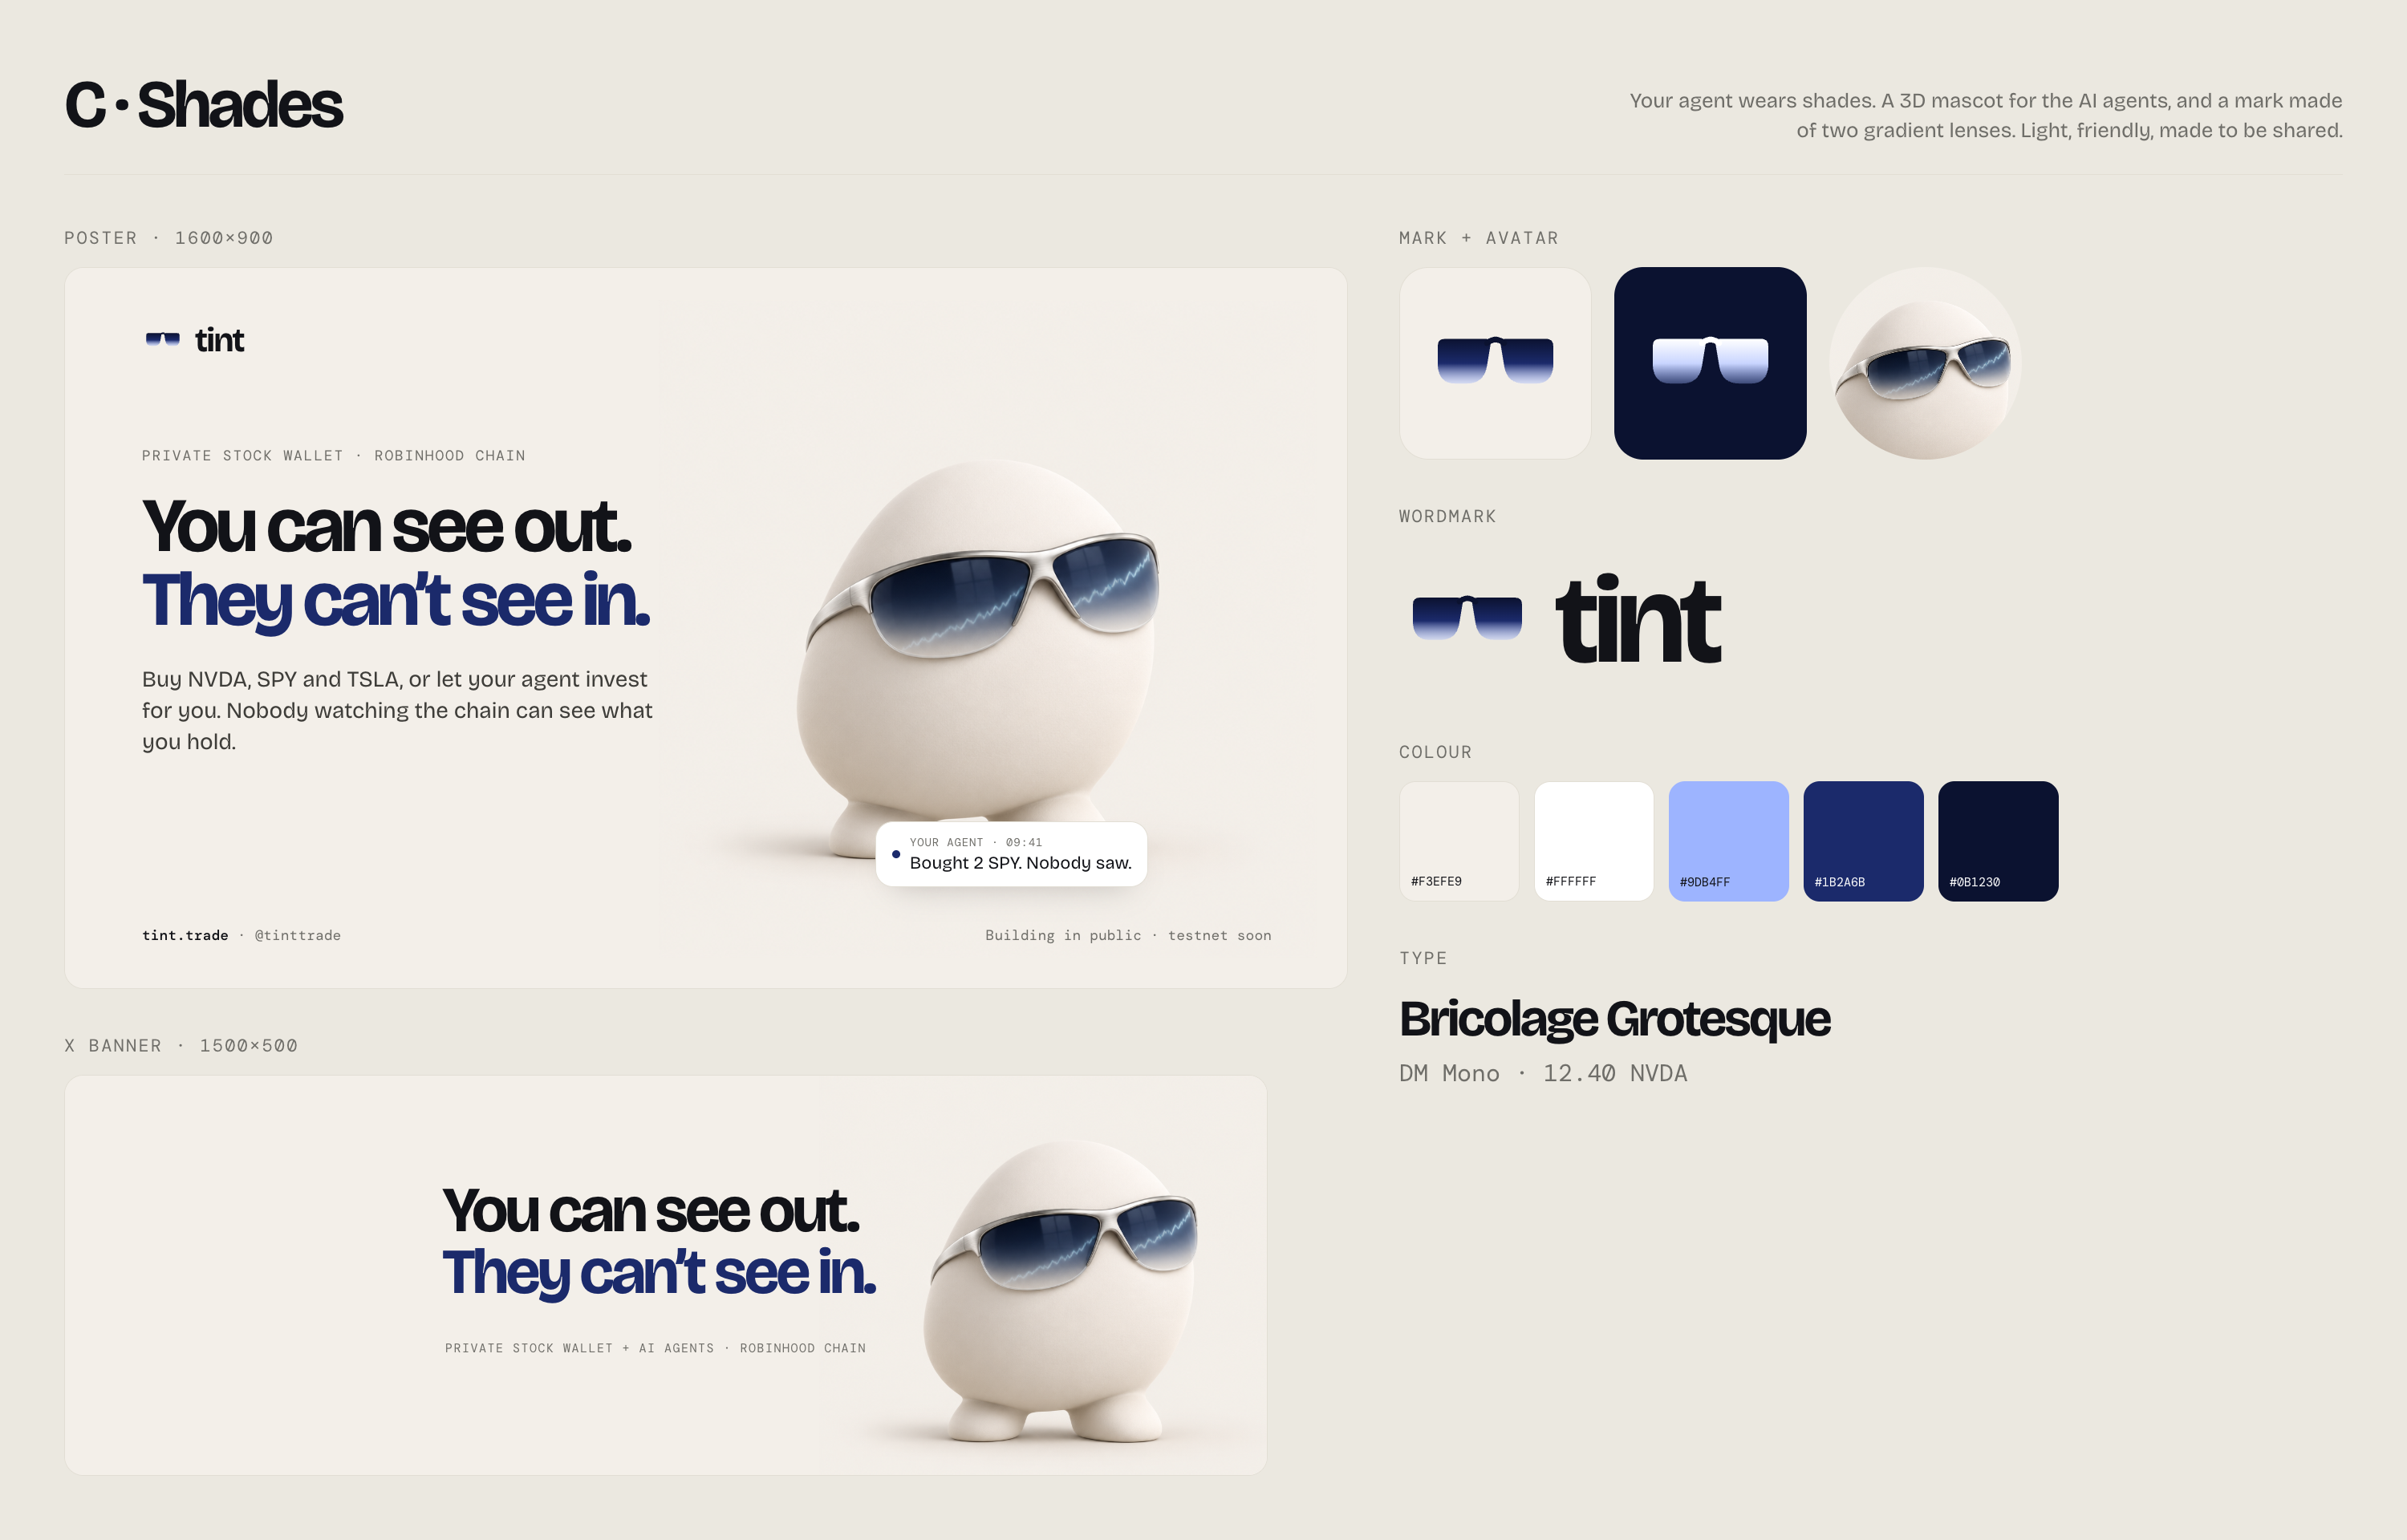 C · Shades
Your agent wears shades. A 3D mascot for the AI agents, and a mark made
of two gradient lenses. Light, friendly, made to be shared.
POSTER · 1600×900
tint
PRIVATE STOCK WALLET · ROBINHOOD CHAIN
You can see out.
They can’t see in.
Buy NVDA, SPY and TSLA, or let your agent invest
for you. Nobody watching the chain can see what
you hold.
YOUR AGENT · 09:41
Bought 2 SPY. Nobody saw.
tint.trade · @tinttrade
Building in public · testnet soon
X BANNER · 1500×500
You can see out.
They can’t see in.
PRIVATE STOCK WALLET + AI AGENTS · ROBINHOOD CHAIN
MARK + AVATAR
WORDMARK
tint
COLOUR
#F3EFE9
#FFFFFF
#9DB4FF
#1B2A6B
#0B1230
TYPE
Bricolage Grotesque
DM Mono · 12.40 NVDA